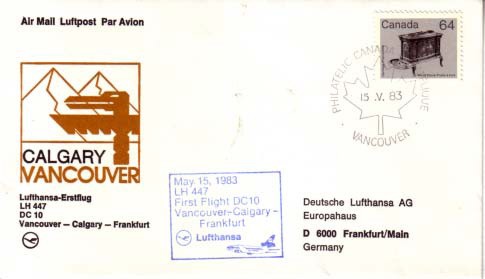 Air Mail Luftpost Par Avion
Canada 64
PHILATELIC CANADA
15 .V. 83
VANCOUVER
CALGARY
VANCOUVER
Lufthansa-Erstflug
LH 447
DC 10
Vancouver – Calgary – Frankfurt
May 15, 1983
LH 447
First Flight DC10
Vancouver-Calgary-
Frankfurt
Lufthansa
Deutsche Lufthansa AG
Europahaus
D 6000 Frankfurt/Main
Germany